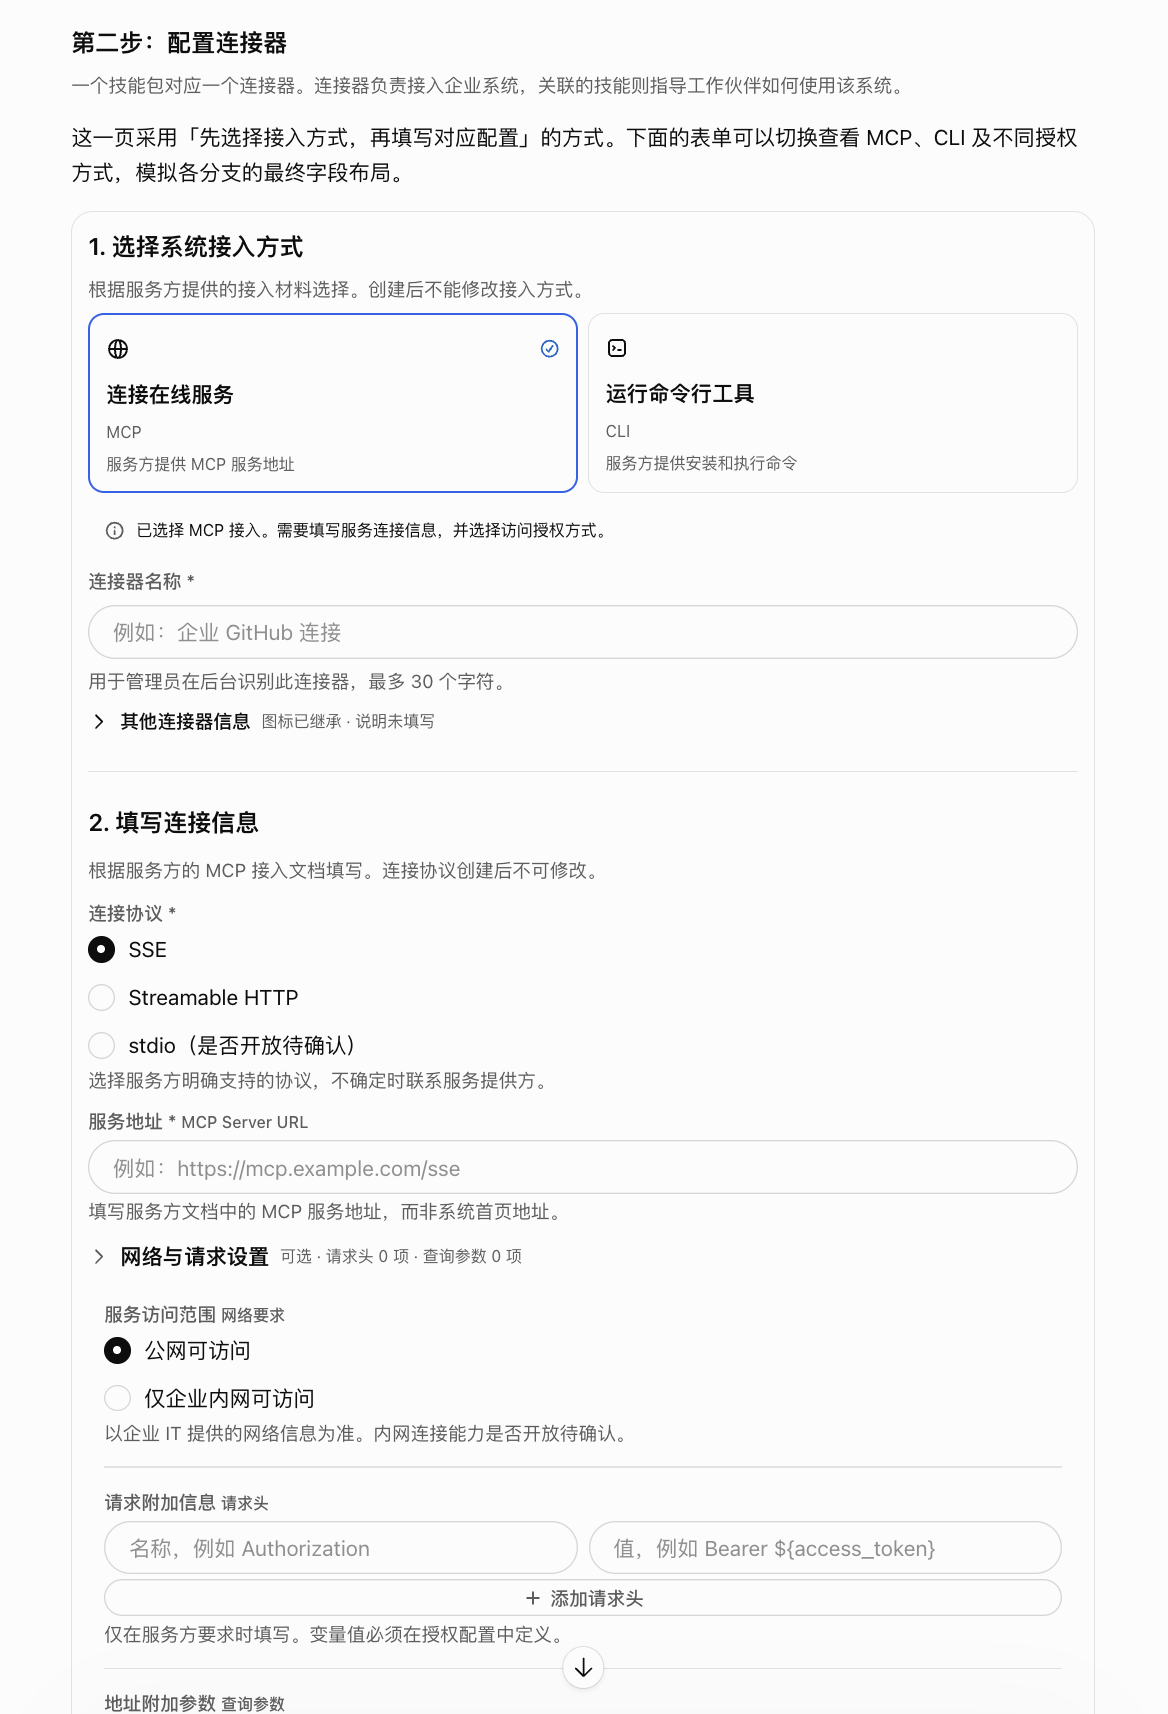 第二步：配置连接器
一个技能包对应一个连接器。连接器负责接入企业系统，关联的技能则指导工作伙伴如何使用该系统。
这一页采用「先选择接入方式，再填写对应配置」的方式。下面的表单可以切换查看 MCP、CLI 及不同授权
方式，模拟各分支的最终字段布局。
1. 选择系统接入方式
根据服务方提供的接入材料选择。创建后不能修改接入方式。
连接在线服务
MCP
服务方提供 MCP 服务地址
运行命令行工具
CLI
服务方提供安装和执行命令
已选择 MCP 接入。需要填写服务连接信息，并选择访问授权方式。
连接器名称 *
例如：企业 GitHub 连接
用于管理员在后台识别此连接器，最多 30 个字符。
其他连接器信息 图标已继承 · 说明未填写
2. 填写连接信息
根据服务方的 MCP 接入文档填写。连接协议创建后不可修改。
连接协议 *
SSE
Streamable HTTP
stdio（是否开放待确认）
选择服务方明确支持的协议，不确定时联系服务提供方。
服务地址 * MCP Server URL
例如：https://mcp.example.com/sse
填写服务方文档中的 MCP 服务地址，而非系统首页地址。
网络与请求设置 可选 · 请求头 0 项 · 查询参数 0 项
服务访问范围 网络要求
公网可访问
仅企业内网可访问
以企业 IT 提供的网络信息为准。内网连接能力是否开放待确认。
请求附加信息 请求头
名称，例如 Authorization
值，例如 Bearer ${access_token}
+ 添加请求头
仅在服务方要求时填写。变量值必须在授权配置中定义。
地址附加参数 查询参数